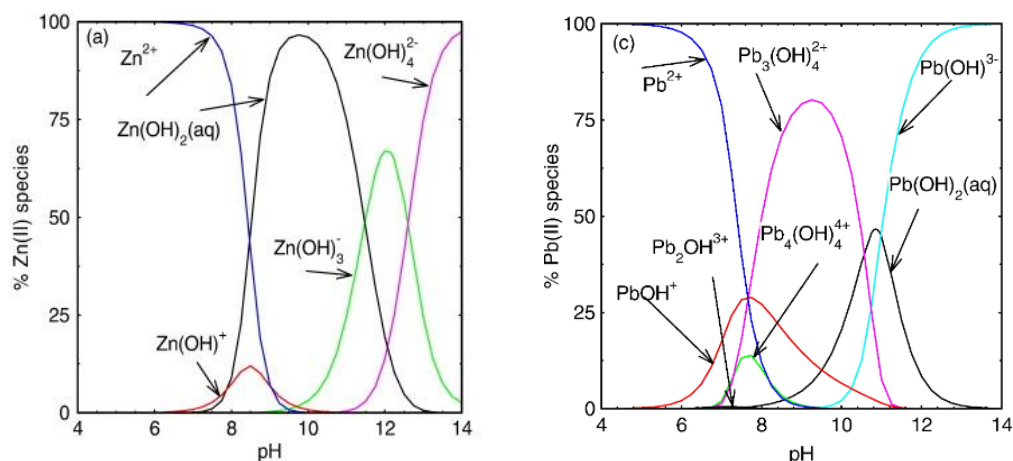 (a)
Zn²⁺
Zn(OH)₂(aq)
Zn(OH)₄²⁻
Zn(OH)₃⁻
Zn(OH)⁺
% Zn(II) species
100
75
50
25
0
4 6 8 10 12 14
pH
(c)
Pb²⁺
Pb₃(OH)₄²⁺
Pb(OH)³⁻
Pb(OH)₂(aq)
Pb₄(OH)₄⁴⁺
Pb₂OH³⁺
PbOH⁺
% Pb(II) species
100
75
50
25
0
4 6 8 10 12 14
pH